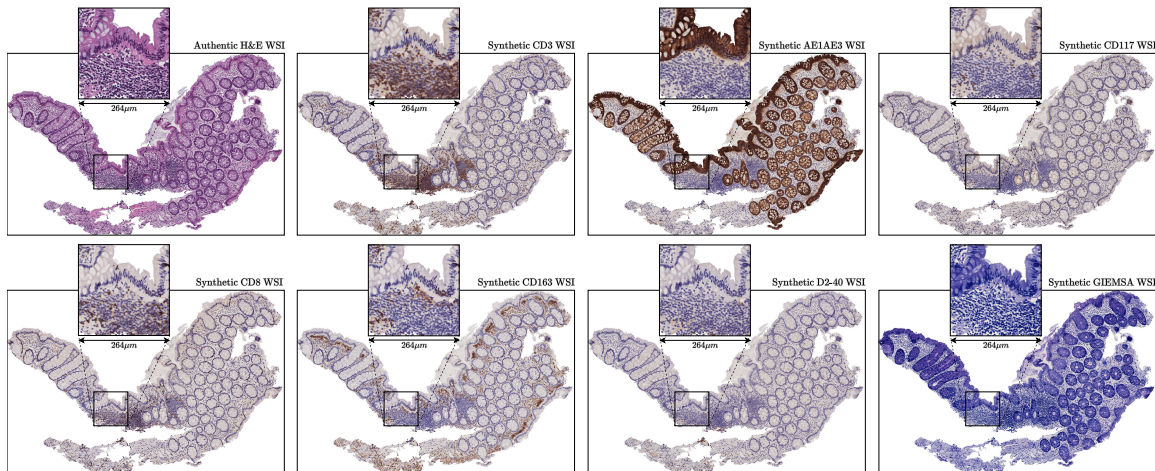 Authentic H&E WSI
264μm
Synthetic CD3 WSI
264μm
Synthetic AE1AE3 WSI
264μm
Synthetic CD117 WSI
264μm
Synthetic CD8 WSI
264μm
Synthetic CD163 WSI
264μm
Synthetic D2-40 WSI
264μm
Synthetic GIEMSA WSI
264μm